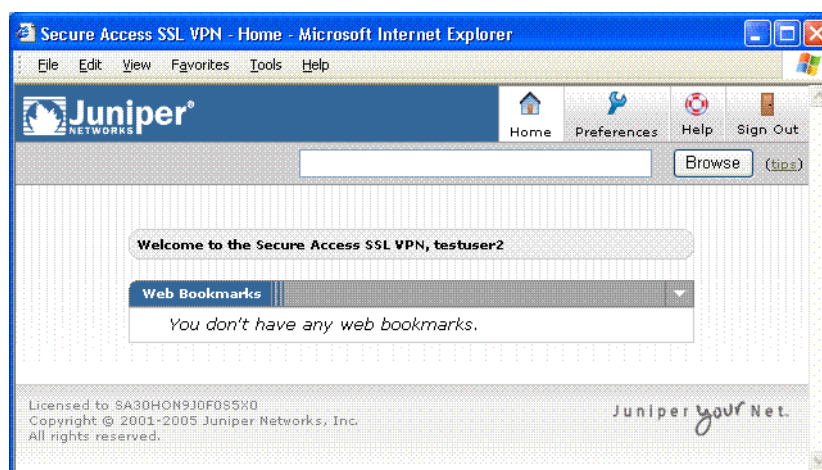 Secure Access SSL VPN - Home - Microsoft Internet Explorer
File Edit View Favorites Tools Help
Juniper®
NETWORKS
Home Preferences Help Sign Out
Browse (tips)
Welcome to the Secure Access SSL VPN, testuser2
Web Bookmarks
You don't have any web bookmarks.
Licensed to SA30HON9J0F0S5X0
Copyright © 2001-2005 Juniper Networks, Inc.
All rights reserved.
Juniper your Net.